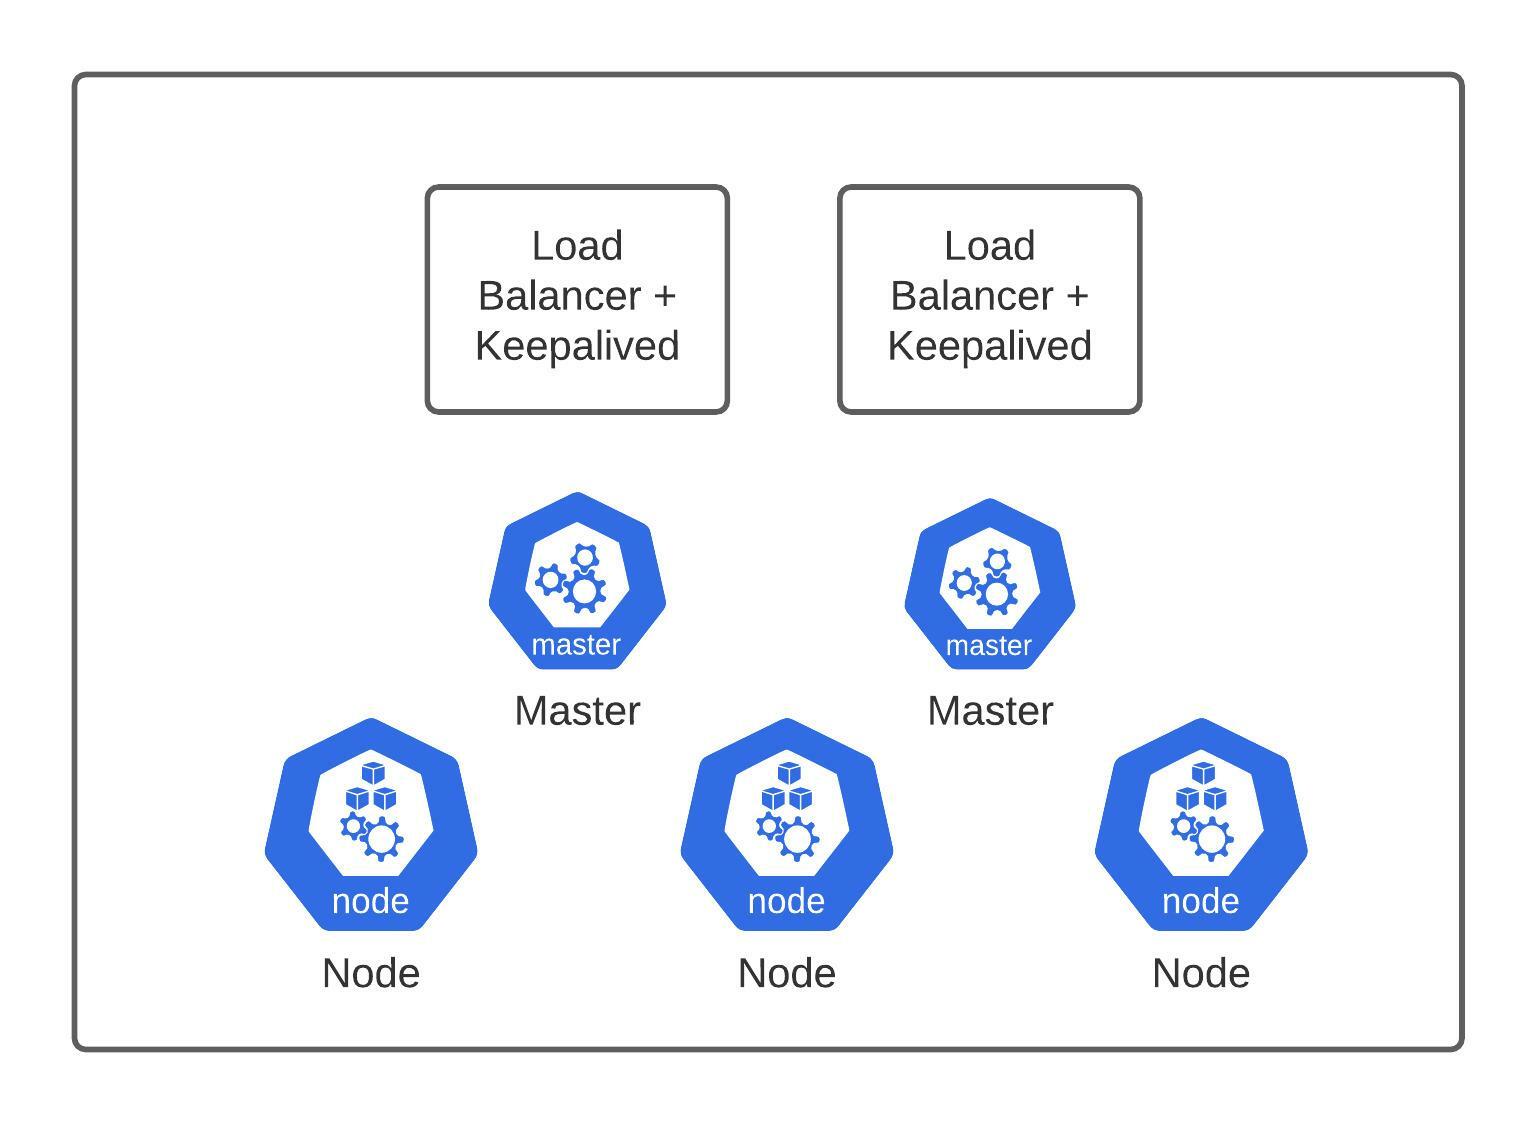 Load
Balancer +
Keepalived
Load
Balancer +
Keepalived
master
Master
master
Master
node
Node
node
Node
node
Node